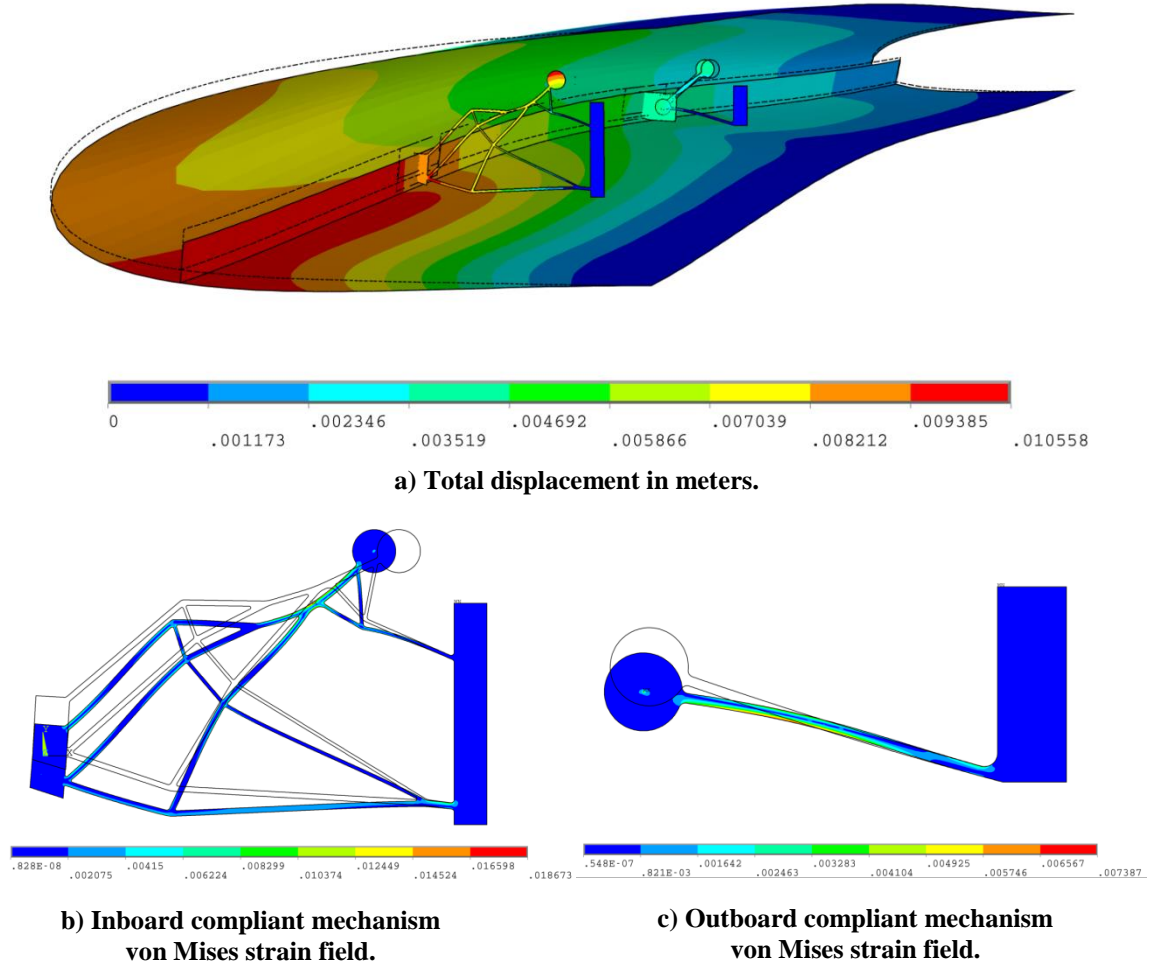 0 .002346 .004692 .007039 .009385
.001173 .003519 .005866 .008212 .010558
a) Total displacement in meters.
.828E-08 .00415 .008299 .012449 .016598
.002075 .006224 .010374 .014524 .018673
.548E-07 .001642 .003283 .004925 .006567
.821E-03 .002463 .004104 .005746 .007387
b) Inboard compliant mechanism
von Mises strain field.
c) Outboard compliant mechanism
von Mises strain field.